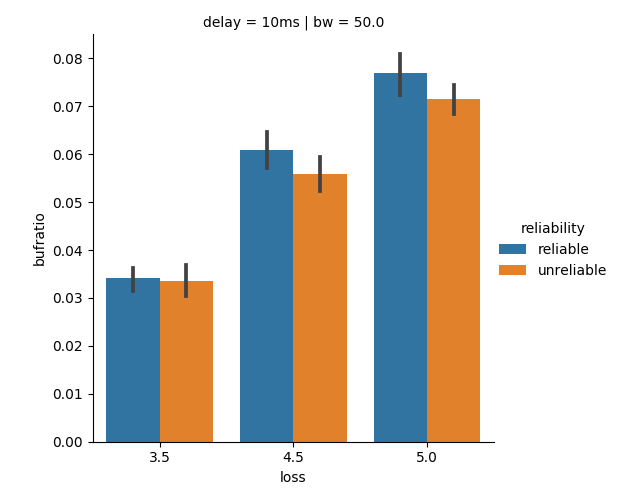 delay = 10ms | bw = 50.0
0.08
0.07
0.06
0.05
0.04
0.03
0.02
0.01
0.00
bufratio
3.5 4.5 5.0
loss
reliability
reliable
unreliable